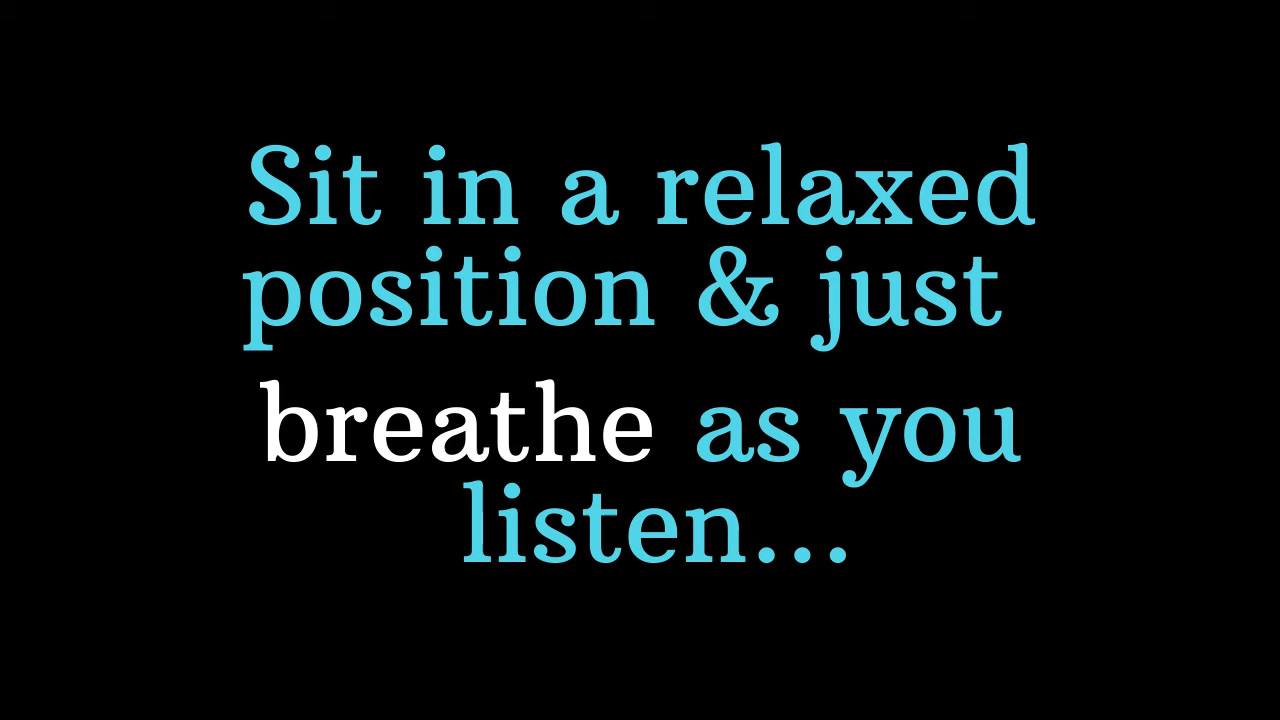 Sit in a relaxed
position & just
breathe as you
listen...